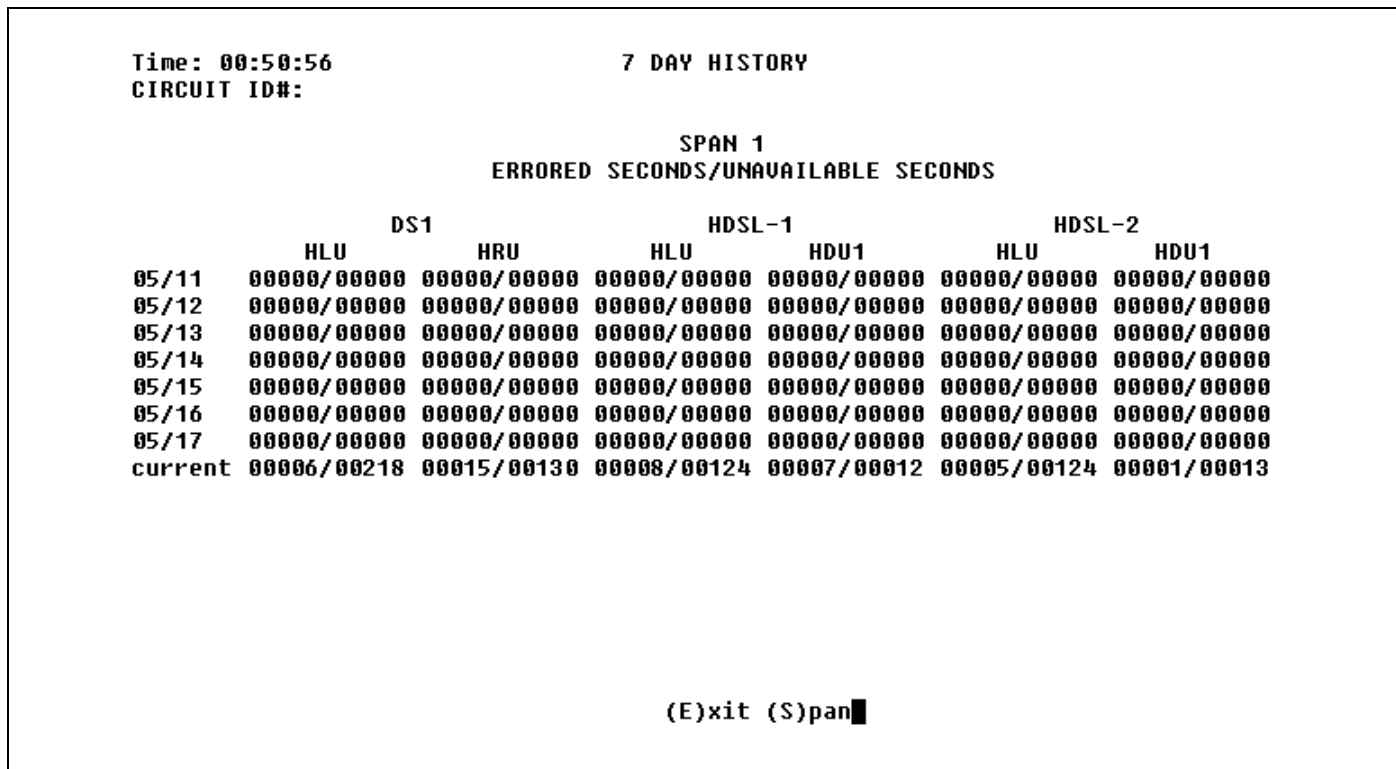 Time: 00:50:56 7 DAY HISTORY
CIRCUIT ID#:
SPAN 1
ERRORED SECONDS/UNAVAILABLE SECONDS
DS1 HDSL-1 HDSL-2
HLU HRU HLU HDU1 HLU HDU1
05/11 00000/00000 00000/00000 00000/00000 00000/00000 00000/00000 00000/00000
05/12 00000/00000 00000/00000 00000/00000 00000/00000 00000/00000 00000/00000
05/13 00000/00000 00000/00000 00000/00000 00000/00000 00000/00000 00000/00000
05/14 00000/00000 00000/00000 00000/00000 00000/00000 00000/00000 00000/00000
05/15 00000/00000 00000/00000 00000/00000 00000/00000 00000/00000 00000/00000
05/16 00000/00000 00000/00000 00000/00000 00000/00000 00000/00000 00000/00000
05/17 00000/00000 00000/00000 00000/00000 00000/00000 00000/00000 00000/00000
current 00006/00218 00015/00130 00008/00124 00007/00012 00005/00124 00001/00013
(E)xit (S)pan